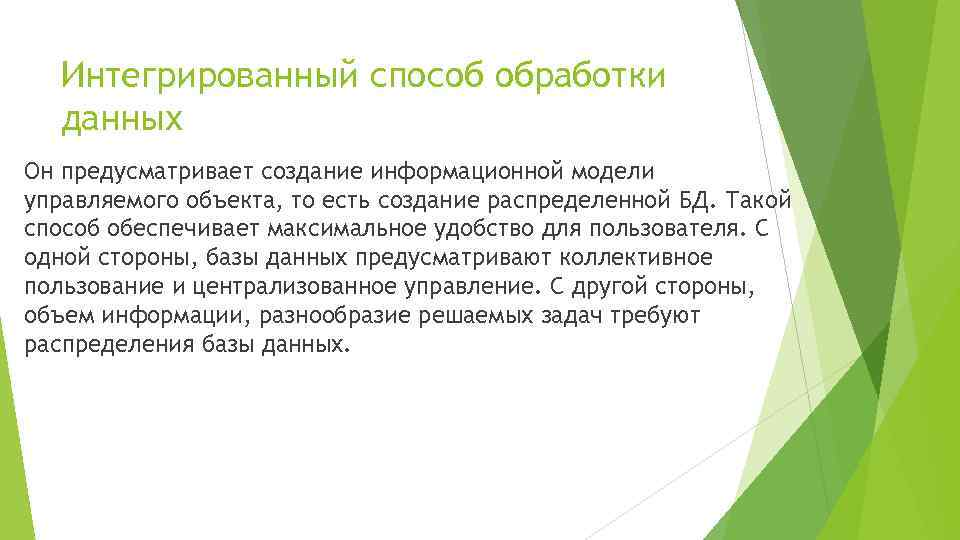 Интегрированный способ обработки
данных
Он предусматривает создание информационной модели
управляемого объекта, то есть создание распределенной БД. Такой
способ обеспечивает максимальное удобство для пользователя. С
одной стороны, базы данных предусматривают коллективное
пользование и централизованное управление. С другой стороны,
объем информации, разнообразие решаемых задач требуют
распределения базы данных.